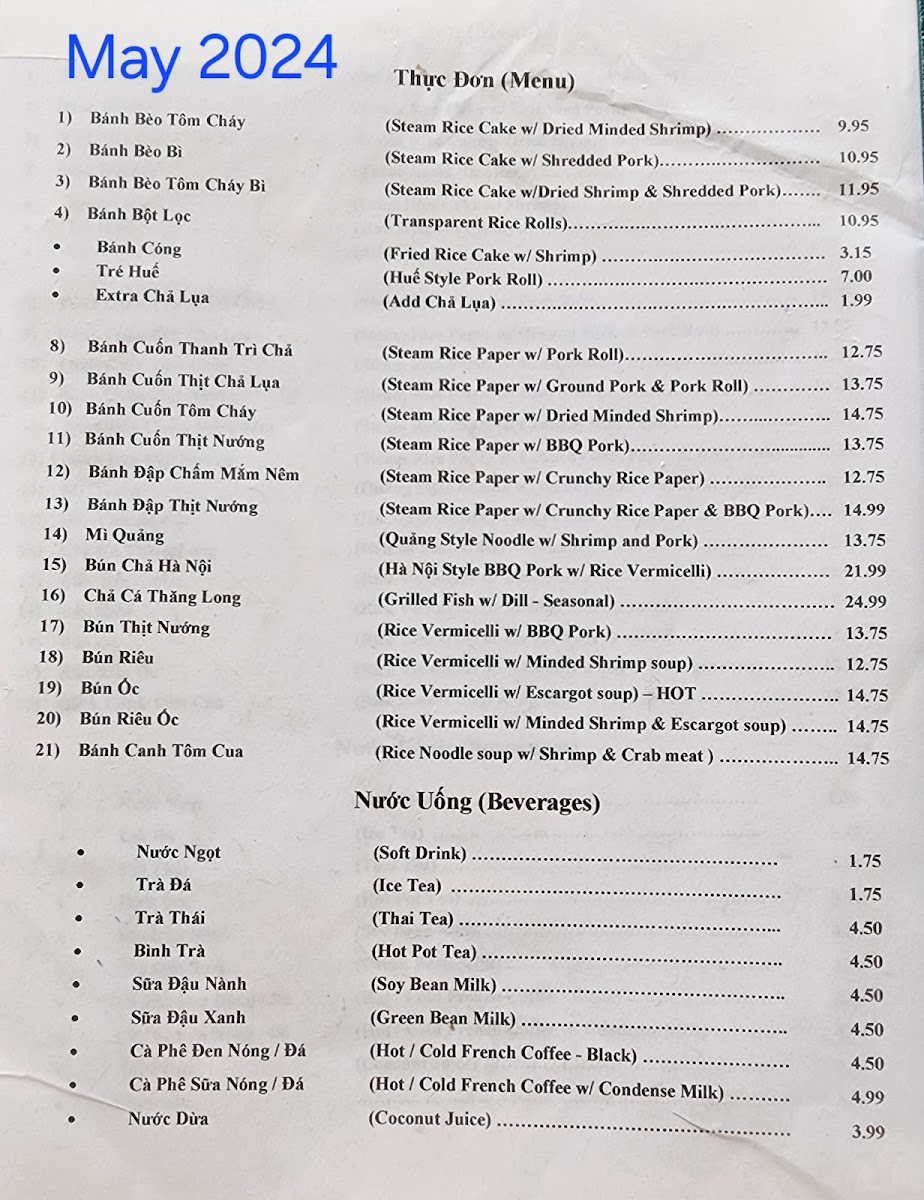 May 2024
Thực Đơn (Menu)
1) Bánh Bèo Tôm Cháy (Steam Rice Cake w/ Dried Minded Shrimp) .................. 9.95
2) Bánh Bèo Bì (Steam Rice Cake w/ Shredded Pork)............................ 10.95
3) Bánh Bèo Tôm Cháy Bì (Steam Rice Cake w/Dried Shrimp & Shredded Pork)....... 11.95
4) Bánh Bột Lọc (Transparent Rice Rolls)............................................ 10.95
• Bánh Cóng (Fried Rice Cake w/ Shrimp) ....................................... 3.15
• Tré Huế (Huế Style Pork Roll) ................................................ 7.00
• Extra Chả Lụa (Add Chả Lụa) ......................................................... 1.99
8) Bánh Cuốn Thanh Trì Chả (Steam Rice Paper w/ Pork Roll).................................... 12.75
9) Bánh Cuốn Thịt Chả Lụa (Steam Rice Paper w/ Ground Pork & Pork Roll) ............. 13.75
10) Bánh Cuốn Tôm Cháy (Steam Rice Paper w/ Dried Minded Shrimp).................... 14.75
11) Bánh Cuốn Thịt Nướng (Steam Rice Paper w/ BBQ Pork)................................... 13.75
12) Bánh Đập Chấm Mắm Nêm (Steam Rice Paper w/ Crunchy Rice Paper) .................... 12.75
13) Bánh Đập Thịt Nướng (Steam Rice Paper w/ Crunchy Rice Paper & BBQ Pork).... 14.99
14) Mì Quảng (Quảng Style Noodle w/ Shrimp and Pork) ...................... 13.75
15) Bún Chả Hà Nội (Hà Nội Style BBQ Pork w/ Rice Vermicelli) .................... 21.99
16) Chả Cá Thăng Long (Grilled Fish w/ Dill - Seasonal) ..................................... 24.99
17) Bún Thịt Nướng (Rice Vermicelli w/ BBQ Pork) ...................................... 13.75
18) Bún Riêu (Rice Vermicelli w/ Minded Shrimp soup) ........................ 12.75
19) Bún Ốc (Rice Vermicelli w/ Escargot soup) – HOT ........................ 14.75
20) Bún Riêu Ốc (Rice Vermicelli w/ Minded Shrimp & Escargot soup) ........ 14.75
21) Bánh Canh Tôm Cua (Rice Noodle soup w/ Shrimp & Crab meat ) ..................... 14.75
Nước Uống (Beverages)
• Nước Ngọt (Soft Drink) ...................................................... 1.75
• Trà Đá (Ice Tea) .......................................................... 1.75
• Trà Thái (Thai Tea) ......................................................... 4.50
• Bình Trà (Hot Pot Tea) ..................................................... 4.50
• Sữa Đậu Nành (Soy Bean Milk) .................................................. 4.50
• Sữa Đậu Xanh (Green Bean Milk) ............................................... 4.50
• Cà Phê Đen Nóng / Đá (Hot / Cold French Coffee - Black) .......................... 4.50
• Cà Phê Sữa Nóng / Đá (Hot / Cold French Coffee w/ Condense Milk) .......... 4.99
• Nước Dừa (Coconut Juice) .................................................... 3.99